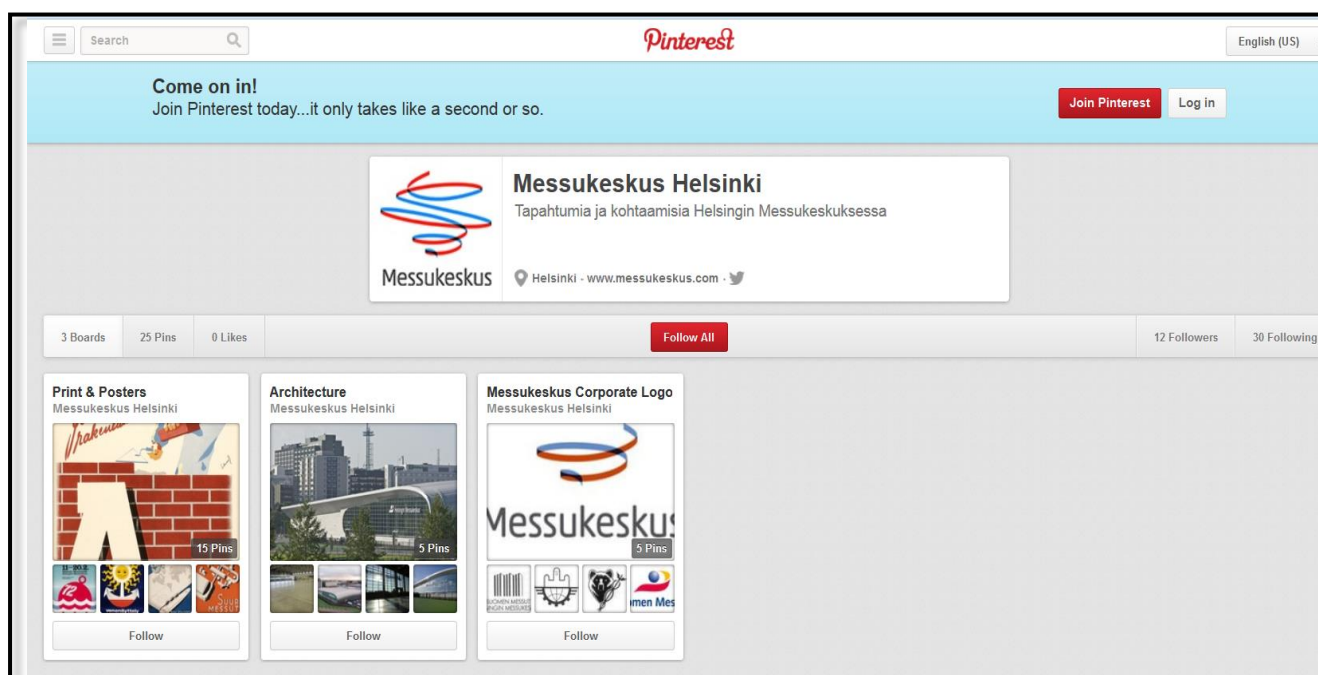 Search
Pinterest
English (US)
Come on in!
Join Pinterest today...it only takes like a second or so.
Join Pinterest
Log in
Messukeskus Helsinki
Tapahtumia ja kohtaamisia Helsingin Messukeskuksessa
Messukeskus
Helsinki - www.messukeskus.com -
3 Boards
25 Pins
0 Likes
Follow All
12 Followers
30 Following
Print & Posters
Messukeskus Helsinki
15 Pins
Suur
Messut
Follow
Architecture
Messukeskus Helsinki
5 Pins
Follow
Messukeskus Corporate Logo
Messukeskus Helsinki
Messukeskus
5 Pins
Follow